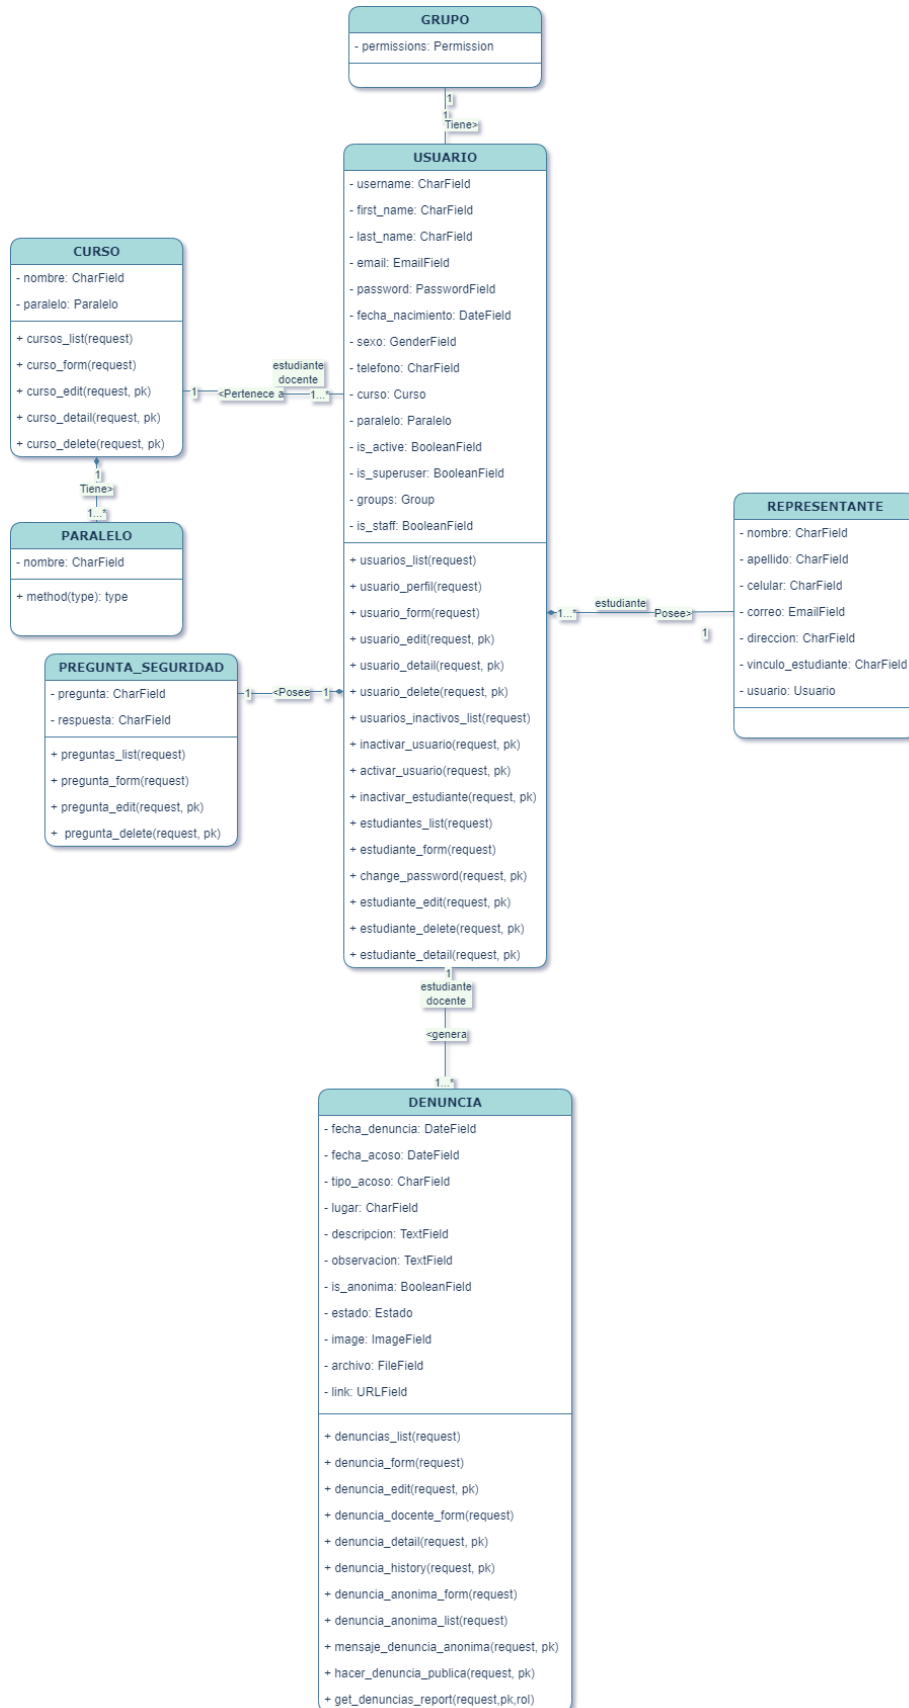 GRUPO
- permissions: Permission
1
1
Tiene>
USUARIO
- username: CharField
- first_name: CharField
- last_name: CharField
- email: EmailField
- password: PasswordField
- fecha_nacimiento: DateField
- sexo: GenderField
- telefono: CharField
- curso: Curso
- paralelo: Paralelo
- is_active: BooleanField
- is_superuser: BooleanField
- groups: Group
- is_staff: BooleanField
+ usuarios_list(request)
+ usuario_perfil(request)
+ usuario_form(request)
+ usuario_edit(request, pk)
+ usuario_detail(request, pk)
+ usuario_delete(request, pk)
+ usuarios_inactivos_list(request)
+ inactivar_usuario(request, pk)
+ activar_usuario(request, pk)
+ inactivar_estudiante(request, pk)
+ estudiantes_list(request)
+ estudiante_form(request)
+ change_password(request, pk)
+ estudiante_edit(request, pk)
+ estudiante_delete(request, pk)
+ estudiante_detail(request, pk)
CURSO
- nombre: CharField
- paralelo: Paralelo
+ cursos_list(request)
+ curso_form(request)
+ curso_edit(request, pk)
+ curso_detail(request, pk)
+ curso_delete(request, pk)
1
<Pertenece a
estudiante
docente
1...*
1
Tiene>
1...*
PARALELO
- nombre: CharField
+ method(type): type
PREGUNTA_SEGURIDAD
- pregunta: CharField
- respuesta: CharField
+ preguntas_list(request)
+ pregunta_form(request)
+ pregunta_edit(request, pk)
+ pregunta_delete(request, pk)
1
<Posee
1
REPRESENTANTE
- nombre: CharField
- apellido: CharField
- celular: CharField
- correo: EmailField
- direccion: CharField
- vinculo_estudiante: CharField
- usuario: Usuario
1...*
estudiante
Posee>
1
1
estudiante
docente
<genera
1...*
DENUNCIA
- fecha_denuncia: DateField
- fecha_acoso: DateField
- tipo_acoso: CharField
- lugar: CharField
- descripcion: TextField
- observacion: TextField
- is_anonima: BooleanField
- estado: Estado
- image: ImageField
- archivo: FileField
- link: URLField
+ denuncias_list(request)
+ denuncia_form(request)
+ denuncia_edit(request, pk)
+ denuncia_docente_form(request)
+ denuncia_detail(request, pk)
+ denuncia_history(request, pk)
+ denuncia_anonima_form(request)
+ denuncia_anonima_list(request)
+ mensaje_denuncia_anonima(request, pk)
+ hacer_denuncia_publica(request, pk)
+ get_denuncias_report(request,pk,rol)